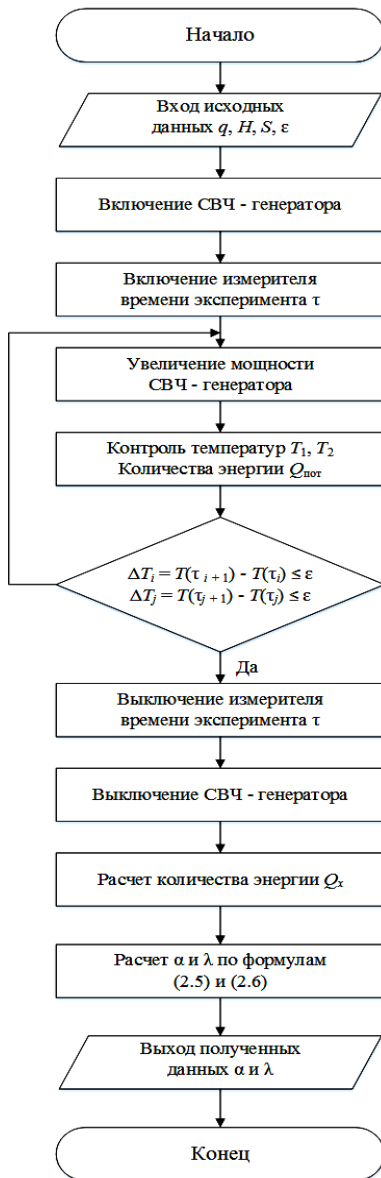 Начало
Вход исходных
данных q, H, S, ε
Включение СВЧ - генератора
Включение измерителя
времени эксперимента τ
Увеличение мощности
СВЧ - генератора
Контроль температур T₁, T₂
Количества энергии Qпот
ΔTᵢ = T(τ ᵢ ₊ ₁) - T(τᵢ) ≤ ε
ΔTⱼ = T(τⱼ ₊ ₁) - T(τⱼ) ≤ ε
Да
Выключение измерителя
времени эксперимента τ
Выключение СВЧ - генератора
Расчет количества энергии Qₓ
Расчет α и λ по формулам
(2.5) и (2.6)
Выход полученных
данных α и λ
Конец